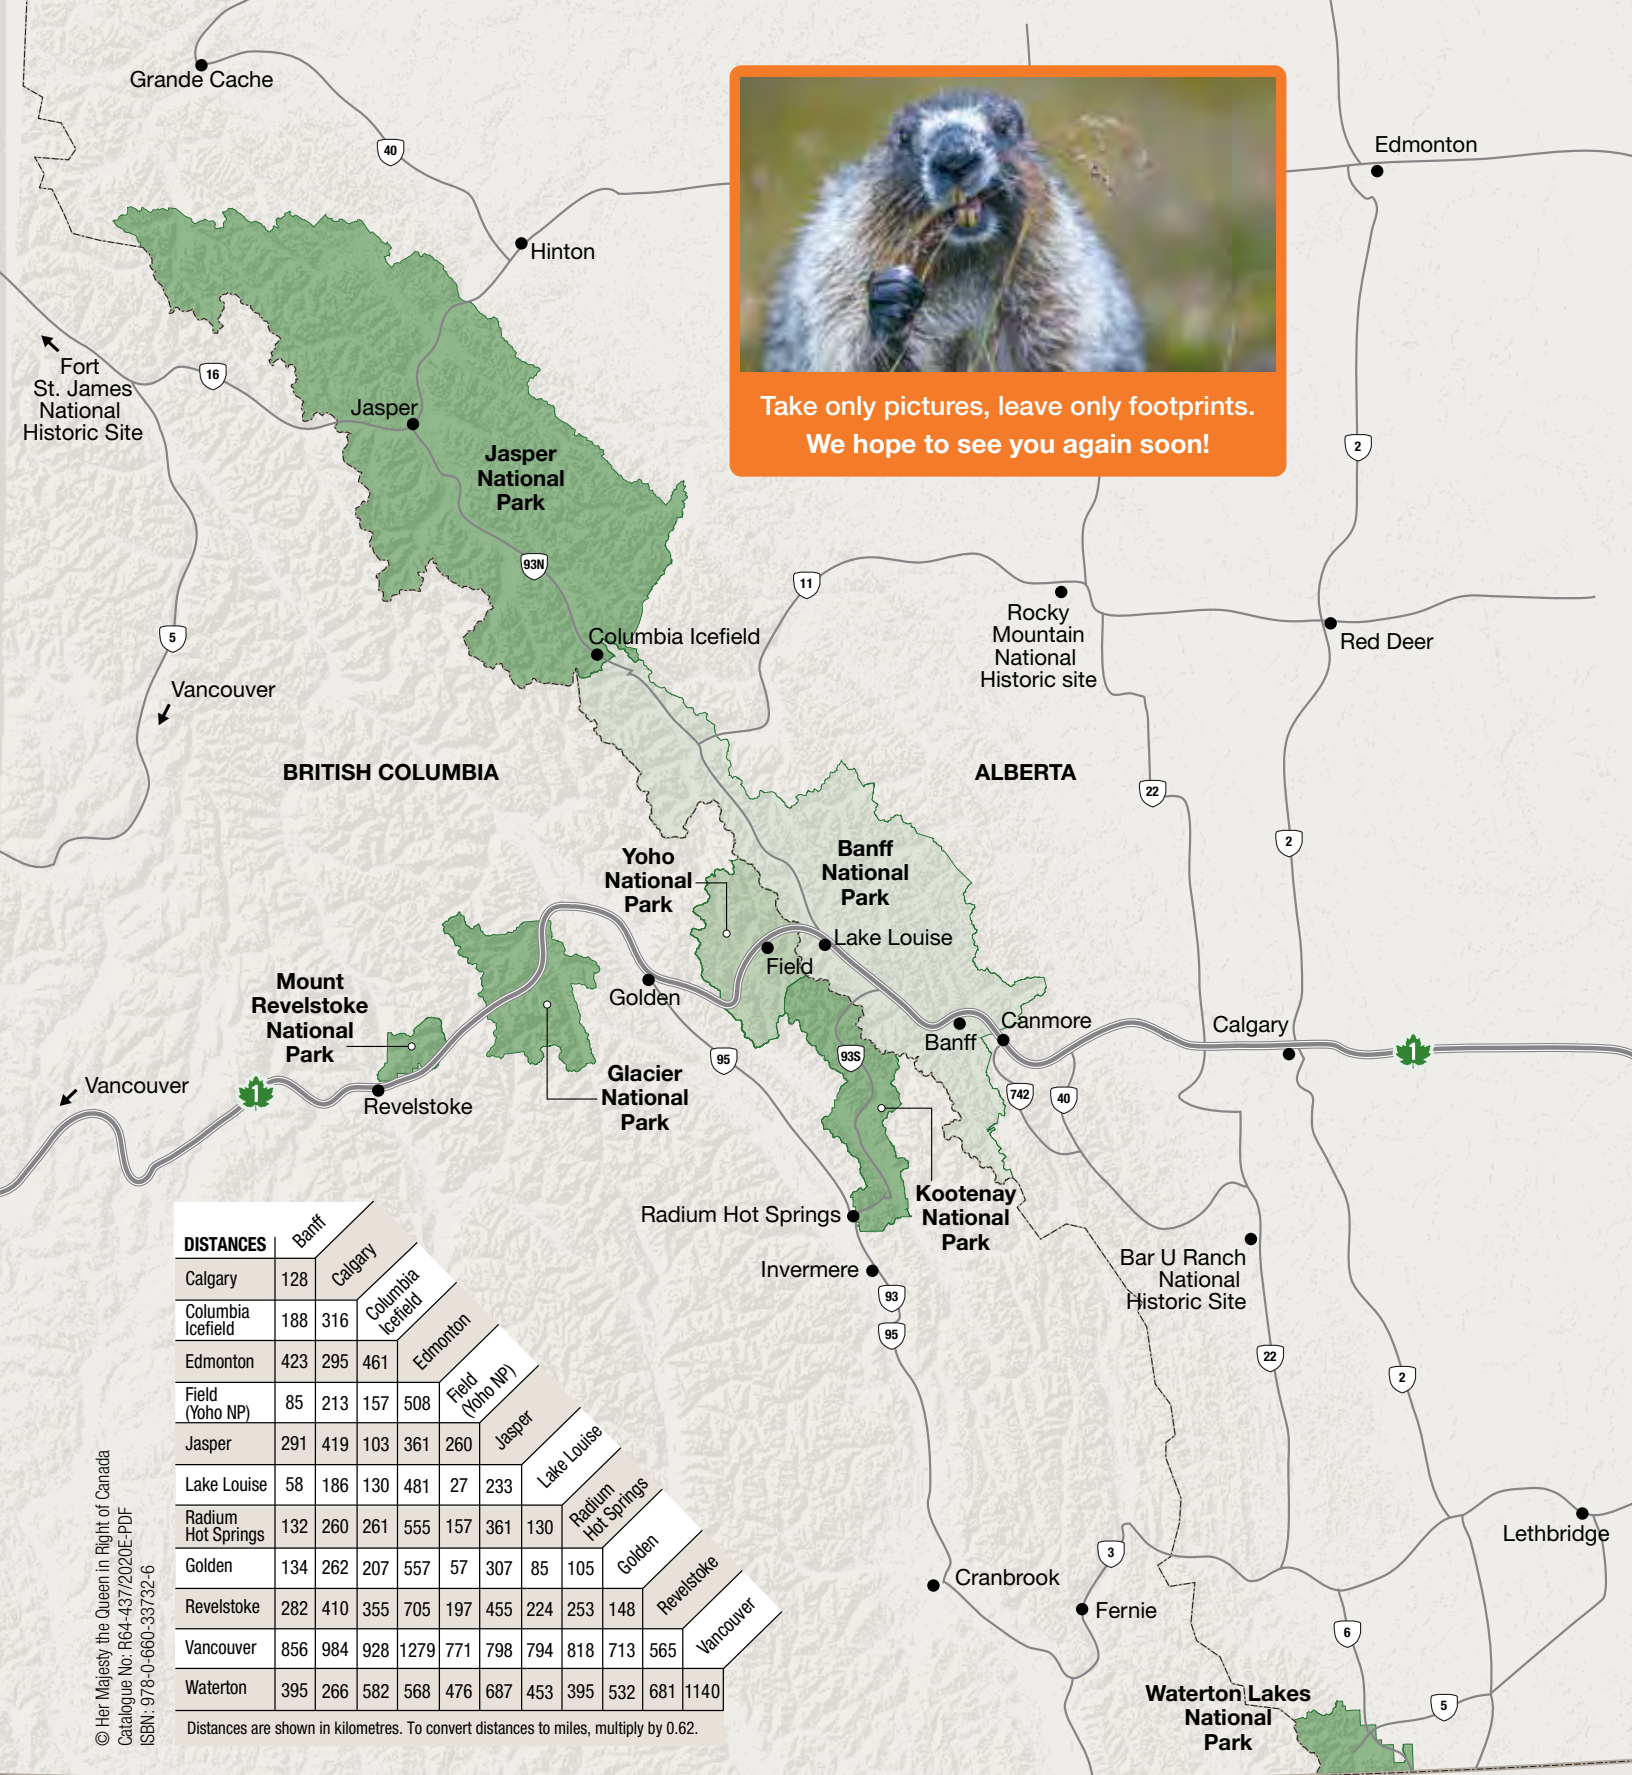 Grande Cache
40
Edmonton
Hinton
Take only pictures, leave only footprints.
We hope to see you again soon!
Fort
St. James
National
Historic Site
16
Jasper
Jasper
National
Park
2
93N
11
Rocky
Mountain
National
Historic site
Red Deer
5
Columbia Icefield
Vancouver
BRITISH COLUMBIA
ALBERTA
22
2
Yoho
National
Park
Banff
National
Park
Lake Louise
Field
Golden
Mount
Revelstoke
National
Park
Banff
Canmore
Calgary
1
95
93S
742
40
Glacier
National
Park
Vancouver
1
Revelstoke
Kootenay
National
Park
Radium Hot Springs
Invermere
93
95
Bar U Ranch
National
Historic Site
22
2
Lethbridge
3
Cranbrook
Fernie
6
5
Waterton Lakes
National
Park
DISTANCES Banff
Calgary 128 Calgary
Columbia
Icefield 188 316 Columbia
Icefield
Edmonton 423 295 461 Edmonton
Field
(Yoho NP) 85 213 157 508 Field
(Yoho NP)
Jasper 291 419 103 361 260 Jasper
Lake Louise 58 186 130 481 27 233 Lake Louise
Radium
Hot Springs 132 260 261 555 157 361 130 Radium
Hot Springs
Golden 134 262 207 557 57 307 85 105 Golden
Revelstoke 282 410 355 705 197 455 224 253 148 Revelstoke
Vancouver 856 984 928 1279 771 798 794 818 713 565 Vancouver
Waterton 395 266 582 568 476 687 453 395 532 681 1140
Distances are shown in kilometres. To convert distances to miles, multiply by 0.62.
© Her Majesty the Queen in Right of Canada
Catalogue No: R64-437/2020E-PDF
ISBN: 978-0-660-33732-6